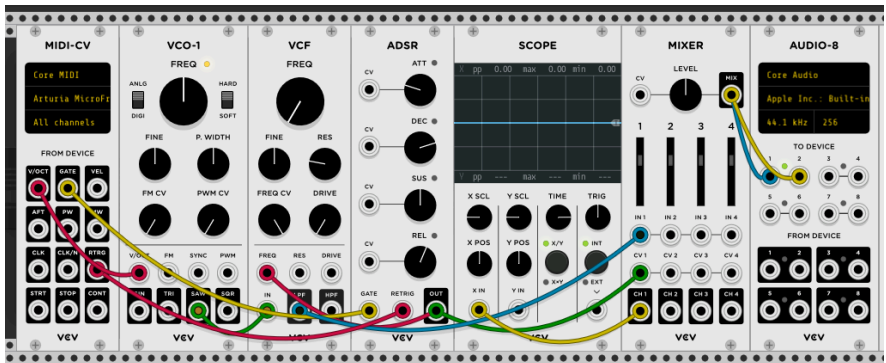 MIDI-CV
Core MIDI
Arturia MicroFr
All channels
FROM DEVICE
V/OCT GATE VEL
AFT PW MW
CLK CLK/N RTRG
STRT STOP CONT
VCV
VCO-1
FREQ
ANLG HARD
DIGI SOFT
FINE P. WIDTH
FM CV PWM CV
V/OCT FM SYNC PWM
SIN TRI SAW SQR
VCV
VCF
FREQ
FINE RES
FREQ CV DRIVE
FREQ RES DRIVE
IN LPF HPF
VCV
ADSR
ATT
CV
DEC
CV
SUS
CV
REL
CV
GATE RETRIG OUT
VCV
SCOPE
X pp 0.00 max 0.00 min 0.00
Y pp --- max --- min ---
X SCL Y SCL TIME TRIG
X POS Y POS X/Y INT
X×Y EXT
X IN Y IN
VCV
MIXER
LEVEL
CV MIX
1 2 3 4
IN 1 IN 2 IN 3 IN 4
CV 1 CV 2 CV 3 CV 4
CH 1 CH 2 CH 3 CH 4
VCV
AUDIO-8
Core Audio
Apple Inc.: Built-in
44.1 kHz 256
TO DEVICE
1 2 3 4
5 6 7 8
FROM DEVICE
1 2 3 4
5 6 7 8
VCV